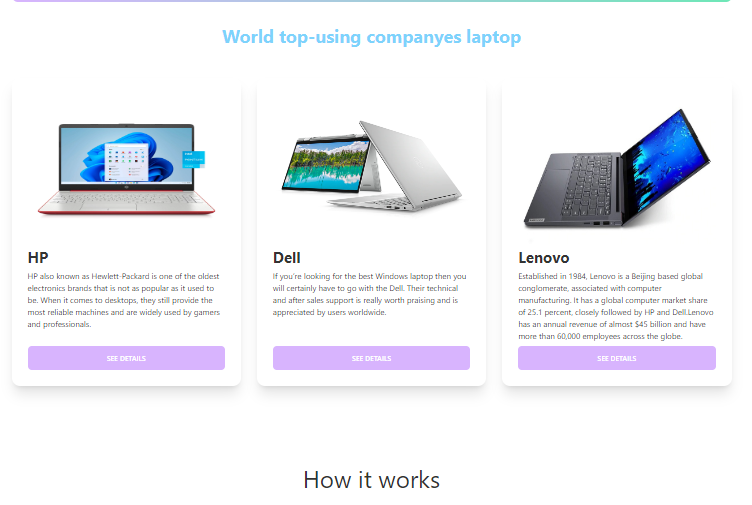 World top-using companyes laptop
HP
HP also known as Hewlett-Packard is one of the oldest
electronics brands that is not as popular as it used to
be. When it comes to desktops, they still provide the
most reliable machines and are widely used by gamers
and professionals.
SEE DETAILS
Dell
If you're looking for the best Windows laptop then you
will certainly have to go with the Dell. Their technical
and after sales support is really worth praising and is
appreciated by users worldwide.
SEE DETAILS
Lenovo
Established in 1984, Lenovo is a Beijing based global
conglomerate, associated with computer
manufacturing. It has a global computer market share
of 25.1 percent, closely followed by HP and Dell.Lenovo
has an annual revenue of almost $45 billion and have
more than 60,000 employees across the globe.
SEE DETAILS
How it works